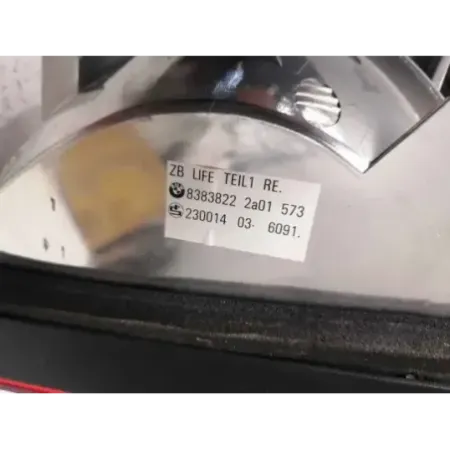 ZB LIFE TEIL1 RE.
8383822 2a01 573
230014 03- 6091.